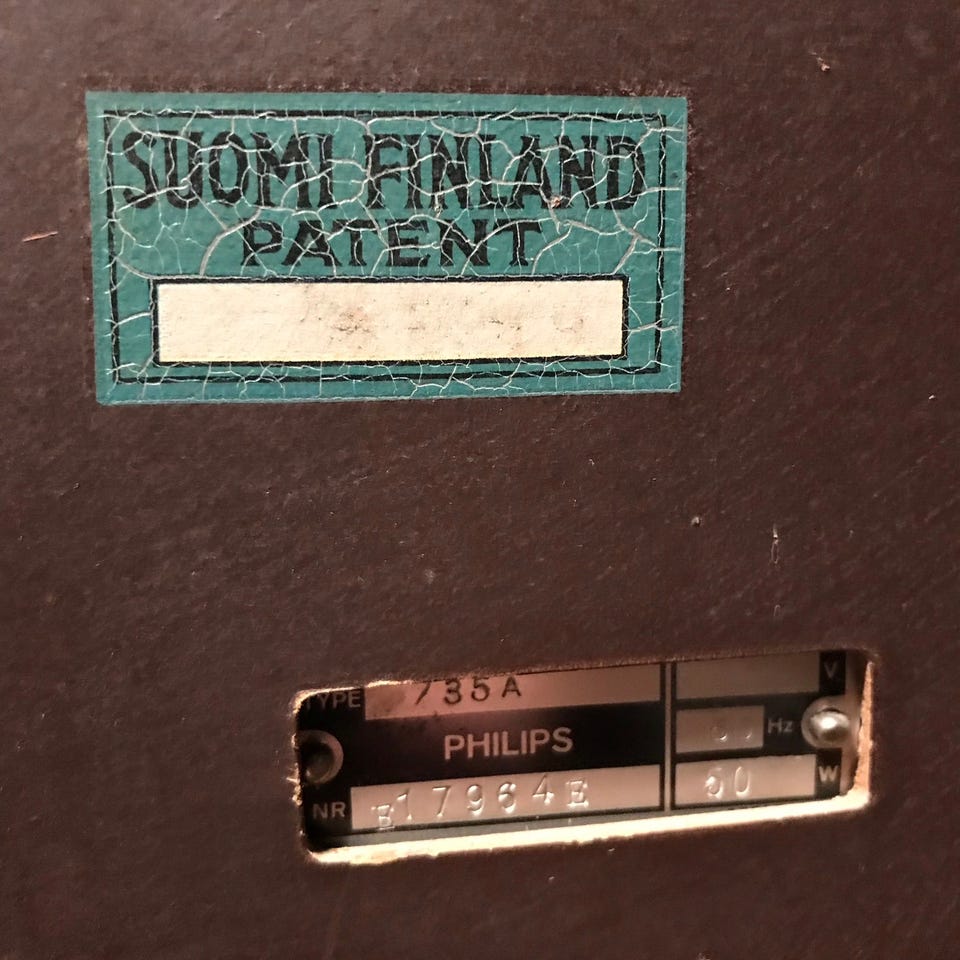 SUOMI FINLAND
PATENT
TYPE 735A V
PHILIPS Hz
NR E17964E 50 W